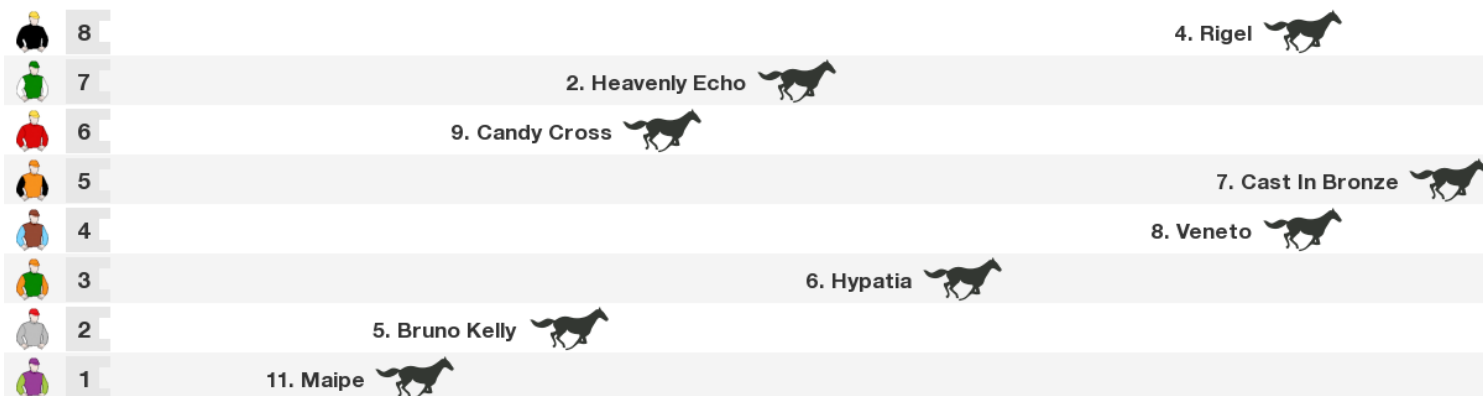 8 4. Rigel
7 2. Heavenly Echo
6 9. Candy Cross
5 7. Cast In Bronze
4 8. Veneto
3 6. Hypatia
2 5. Bruno Kelly
1 11. Maipe